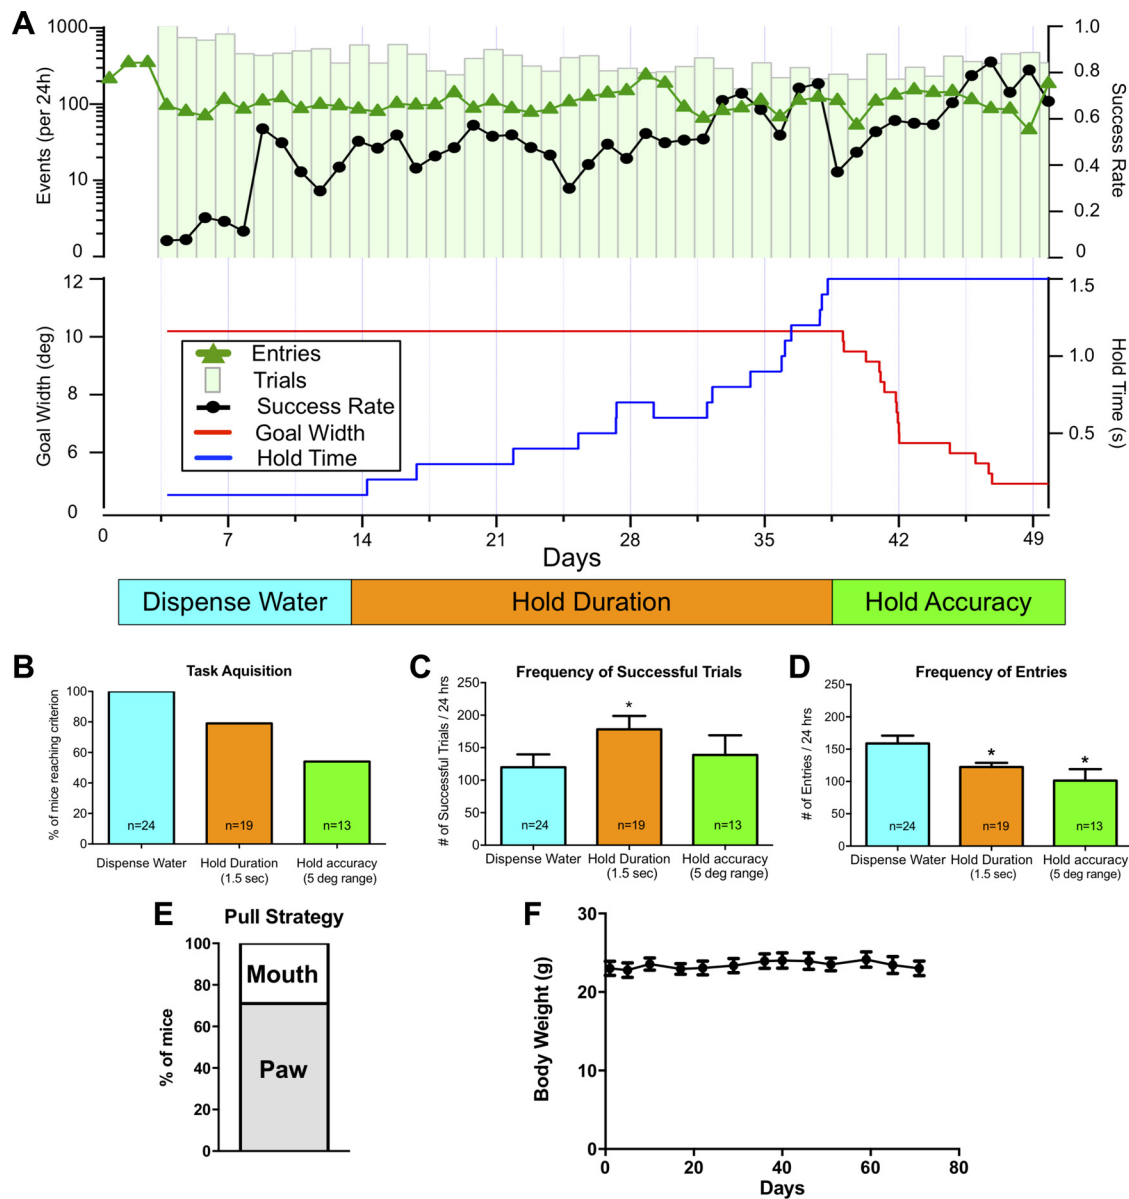 A
1000
100
10
0
Events (per 24h)
1.0
0.8
0.6
0.4
0.2
0
Success Rate
12
10
8
6
0
Goal Width (deg)
1.5
1.0
0.5
Hold Time (s)
Entries
Trials
Success Rate
Goal Width
Hold Time
0 7 14 21 28 35 42 49
Days
Dispense Water Hold Duration Hold Accuracy
B
Task Aquisition
% of mice reaching criterion
100
80
60
40
20
0
n=24 n=19 n=13
Dispense Water Hold Duration Hold accuracy
(1.5 sec) (5 deg range)
C
Frequency of Successful Trials
# of Successful Trials / 24 hrs
250
200
150
100
50
0
*
n=24 n=19 n=13
Dispense Water Hold Duration Hold accuracy
(1.5 sec) (5 deg range)
D
Frequency of Entries
# of Entries / 24 hrs
250
200
150
100
50
0
* *
n=24 n=19 n=13
Dispense Water Hold Duration Hold accuracy
(1.5 sec) (5 deg range)
E
Pull Strategy
% of mice
100
80
60
40
20
0
Mouth
Paw
F
Body Weight (g)
30
20
10
0
0 20 40 60 80
Days